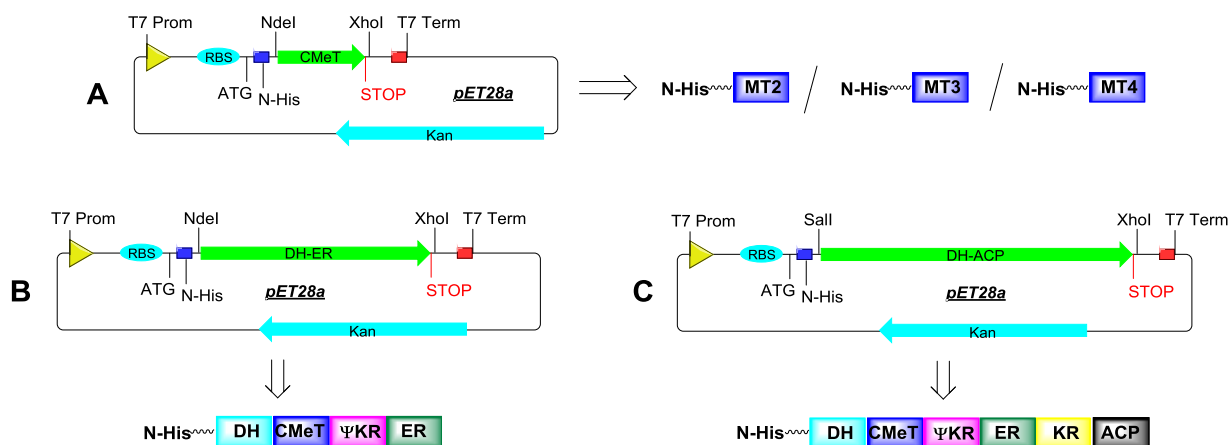 T7 Prom NdeI XhoI T7 Term
RBS CMeT
A ATG N-His STOP pET28a
Kan
N-His MT2 / N-His MT3 / N-His MT4
T7 Prom NdeI XhoI T7 Term
RBS DH-ER
B ATG N-His pET28a STOP
Kan
N-His DH CMeT ΨKR ER
T7 Prom SalI XhoI T7 Term
RBS DH-ACP
C ATG N-His pET28a STOP
Kan
N-His DH CMeT ΨKR ER KR ACP